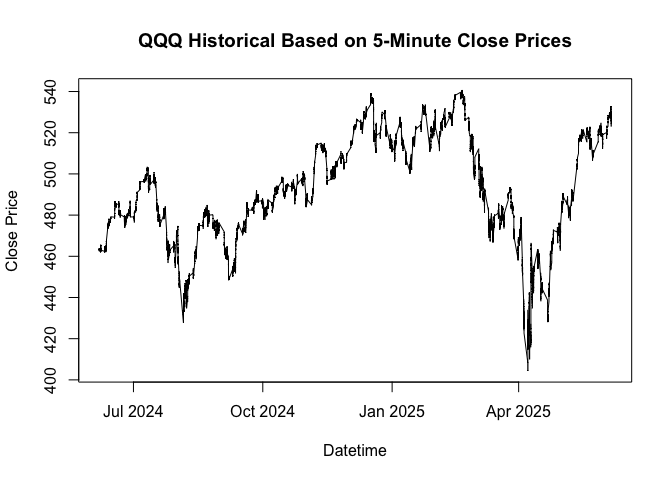 QQQ Historical Based on 5-Minute Close Prices
Close Price
540
520
500
480
460
440
420
400
Jul 2024 Oct 2024 Jan 2025 Apr 2025
Datetime